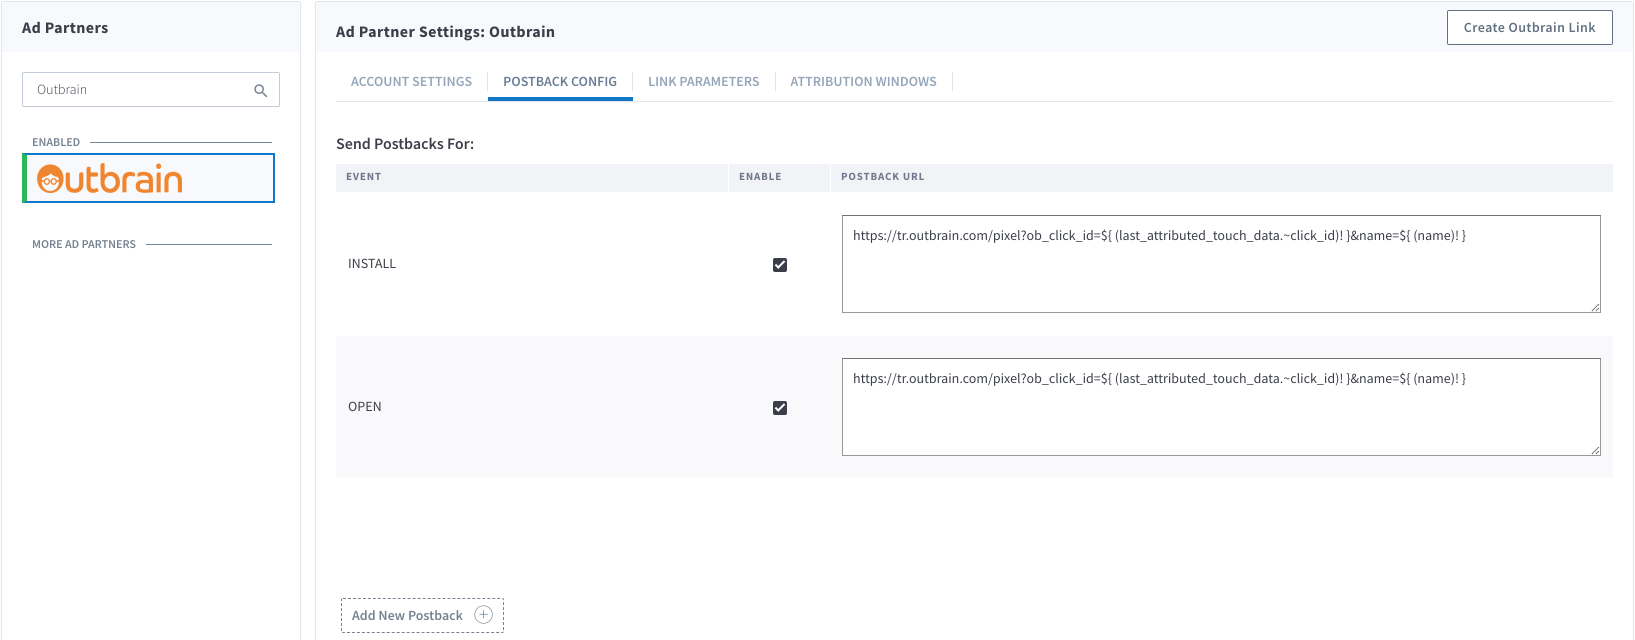 Ad Partners
Outbrain
ENABLED
Outbrain
MORE AD PARTNERS
Ad Partner Settings: Outbrain
Create Outbrain Link
ACCOUNT SETTINGS
POSTBACK CONFIG
LINK PARAMETERS
ATTRIBUTION WINDOWS
Send Postbacks For:
EVENT ENABLE POSTBACK URL
INSTALL
https://tr.outbrain.com/pixel?ob_click_id=${ (last_attributed_touch_data.~click_id)! }&name=${ (name)! }
OPEN
https://tr.outbrain.com/pixel?ob_click_id=${ (last_attributed_touch_data.~click_id)! }&name=${ (name)! }
Add New Postback